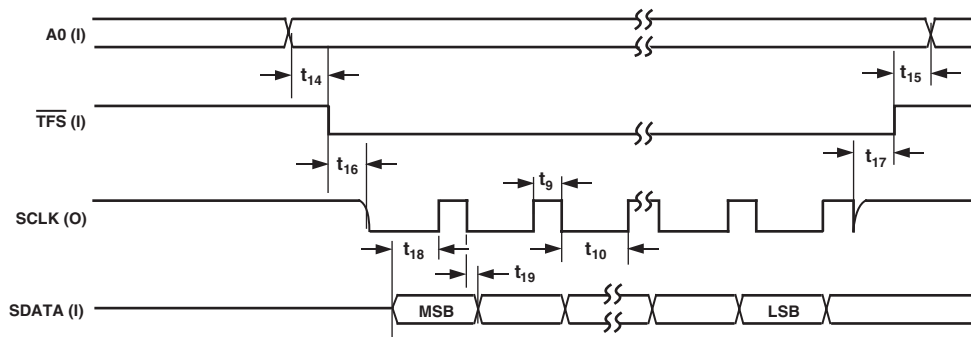 A0 (I)
t14
t15
TFS (I)
t16
t17
t9
SCLK (O)
t18
t10
t19
SDATA (I)
MSB
LSB